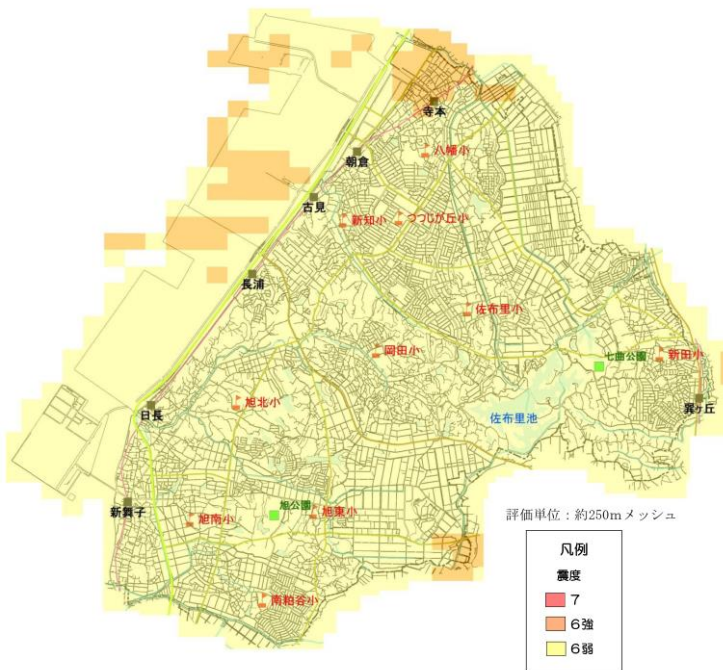 寺本
八幡小
朝倉
古見
新知小
つつじが丘小
長浦
佐布里小
岡田小
七曲公園
新田小
旭北小
巽ヶ丘
日長
佐布里池
新舞子
旭公園
旭南小
旭東小
評価単位：約250mメッシュ
凡例
震度
7
6強
6弱
南粕谷小